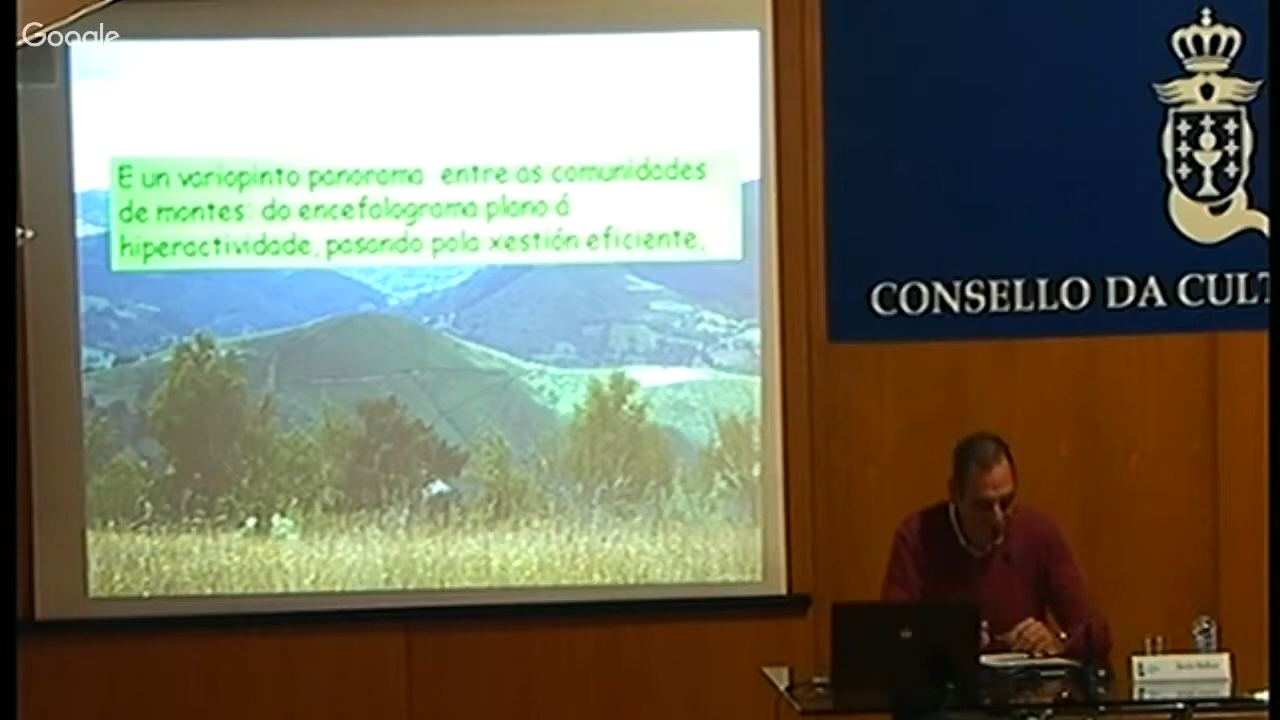 Google
E un variopinto panorama entre as comunidades
de montes: do encefalograma plano á
hiperactividade, pasando pola xestión eficiente.
CONSELLO DA CULT